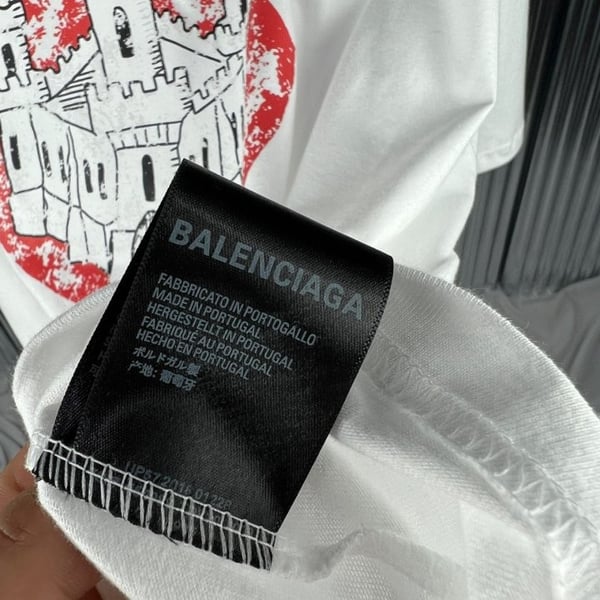 BALENCIAGA
FABBRICATO IN PORTOGALLO
MADE IN PORTUGAL
HERGESTELLT IN PORTUGAL
FABRIQUE AU PORTUGAL
HECHO EN PORTUGAL
ポルドガル製
产地: 葡萄牙